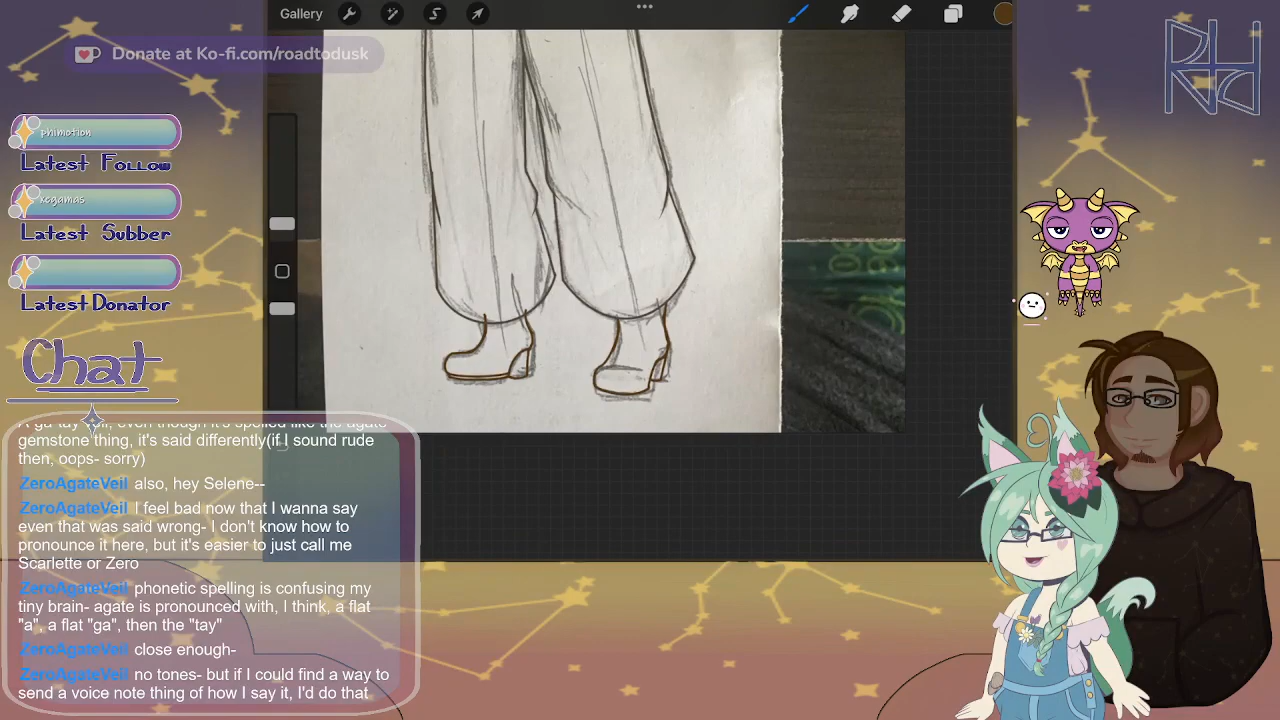 Gallery
Donate at Ko-fi.com/roadtodusk
phimotion
Latest Follow
xegamas
Latest Subber
Latest Donator
Chat
gemstone thing, it's said differently(if I sound rude
then, oops- sorry)
ZeroAgateVeil also, hey Selene--
ZeroAgateVeil I feel bad now that I wanna say
even that was said wrong- I don't know how to
pronounce it here, but it's easier to just call me
Scarlette or Zero
ZeroAgateVeil phonetic spelling is confusing my
tiny brain- agate is pronounced with, I think, a flat
"a", a flat "ga", then the "tay"
ZeroAgateVeil close enough-
ZeroAgateVeil no tones- but if I could find a way to
send a voice note thing of how I say it, I'd do that